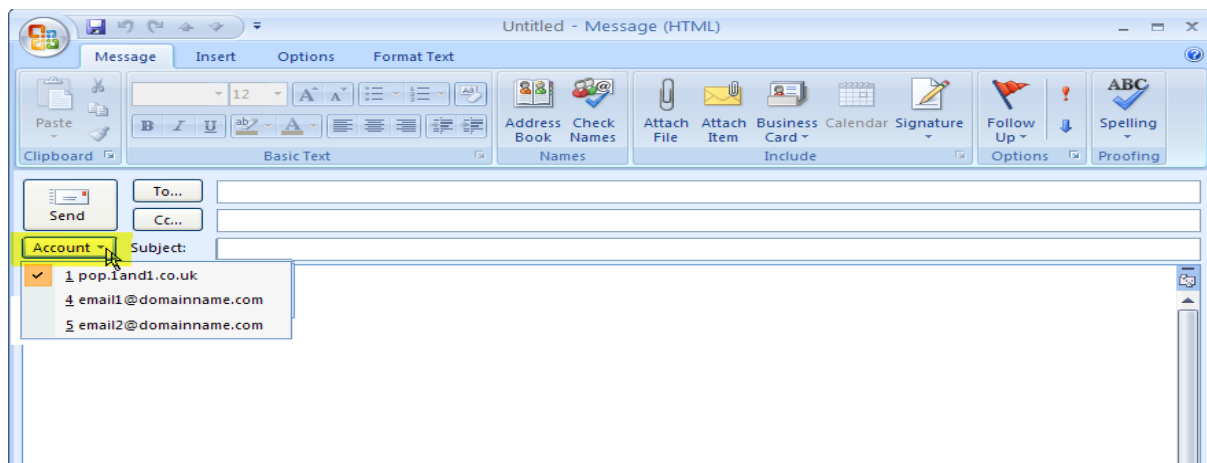 Untitled - Message (HTML)
Message Insert Options Format Text
Paste
12
A A
B I U ab A
Address Book
Check Names
Attach File
Attach Item
Business Card
Calendar
Signature
Follow Up
ABC
Spelling
Clipboard Basic Text Names Include Options Proofing
Send
To...
Cc...
Account Subject:
1 pop.1and1.co.uk
4 email1@domainname.com
5 email2@domainname.com